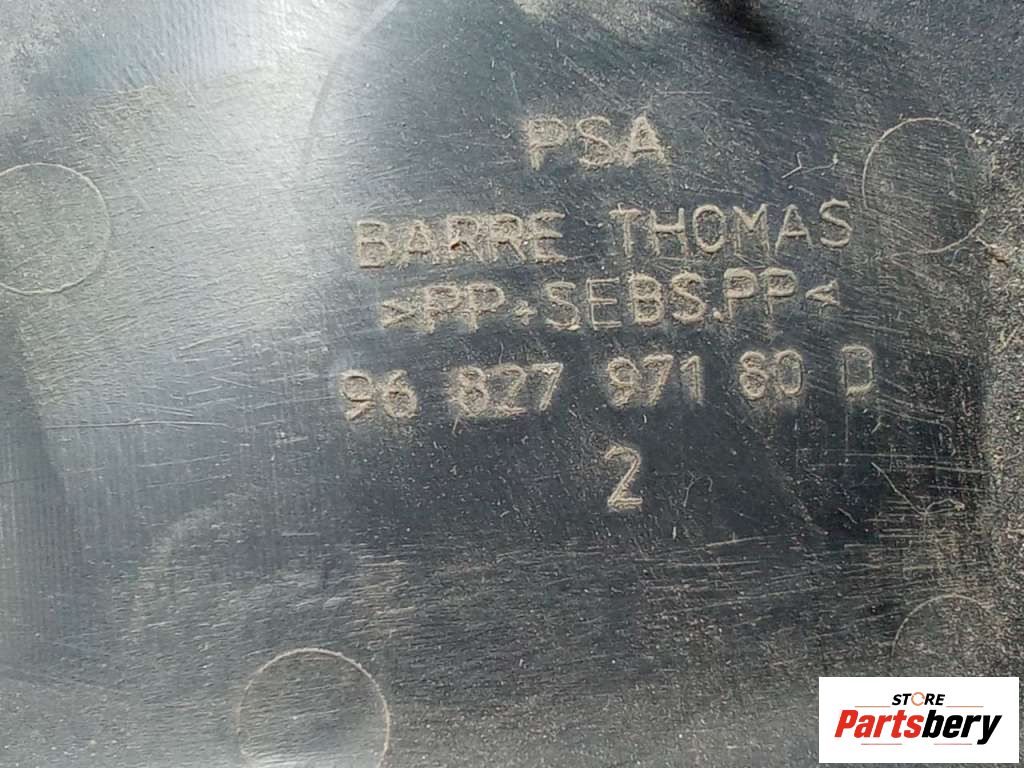 PSA
BARRE THOMAS
>PP+SEBS.PP<
96 827 971 80 D
2
STORE
Partsbery